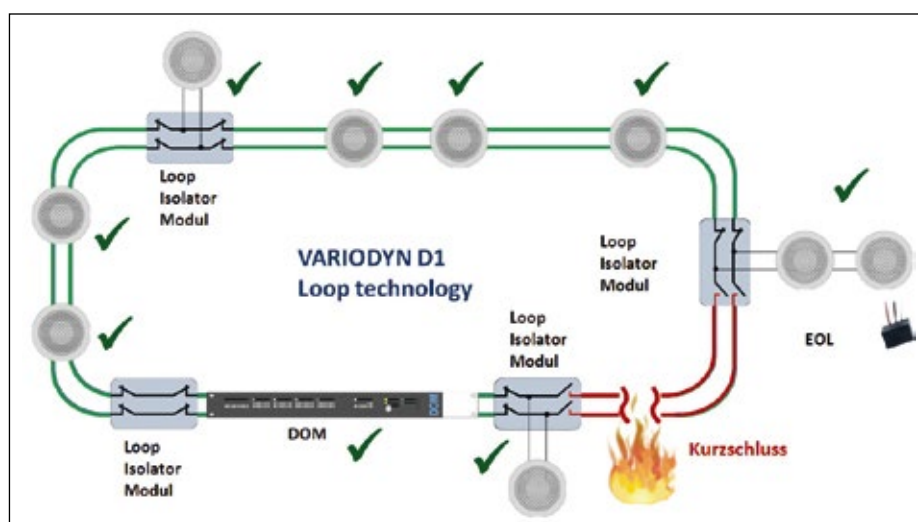 Loop
Isolator
Modul
VARIODYN D1
Loop technology
Loop
Isolator
Modul
EOL
Loop
Isolator
Modul
DOM
Loop
Isolator
Modul
Kurzschluss